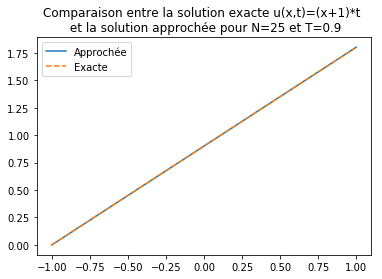 Comparaison entre la solution exacte u(x,t)=(x+1)*t
et la solution approchée pour N=25 et T=0.9
Approchée
Exacte
1.75
1.50
1.25
1.00
0.75
0.50
0.25
0.00
−1.00 −0.75 −0.50 −0.25 0.00 0.25 0.50 0.75 1.00